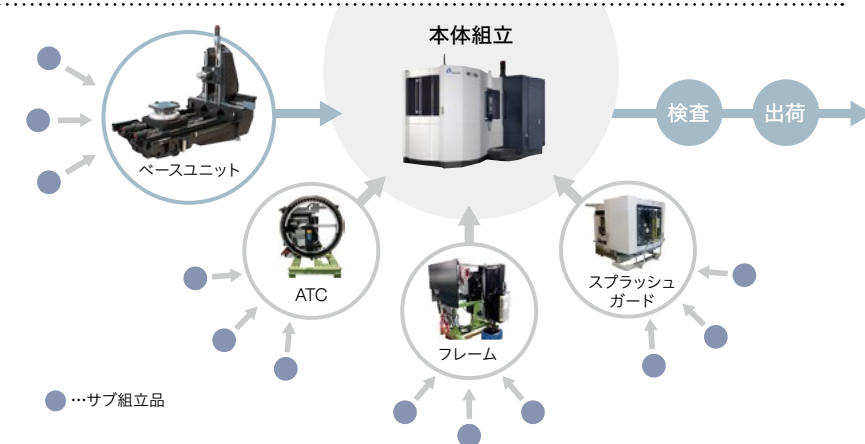 本体組立
検査
出荷
ベースユニット
ATC
スプラッシュ
ガード
フレーム
…サブ組立品